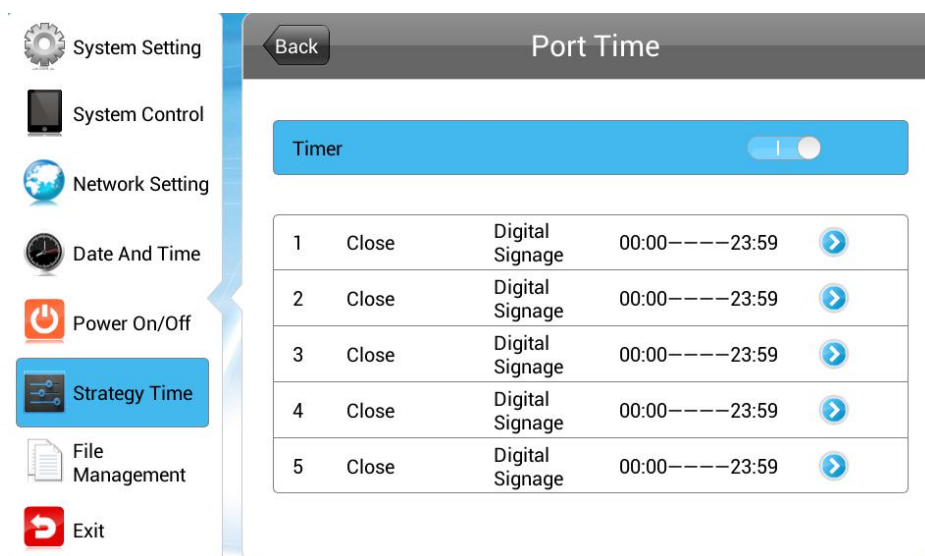 System Setting
System Control
Network Setting
Date And Time
Power On/Off
Strategy Time
File
Management
Exit
Back
Port Time
Timer
1 Close Digital Signage 00:00————23:59
2 Close Digital Signage 00:00————23:59
3 Close Digital Signage 00:00————23:59
4 Close Digital Signage 00:00————23:59
5 Close Digital Signage 00:00————23:59